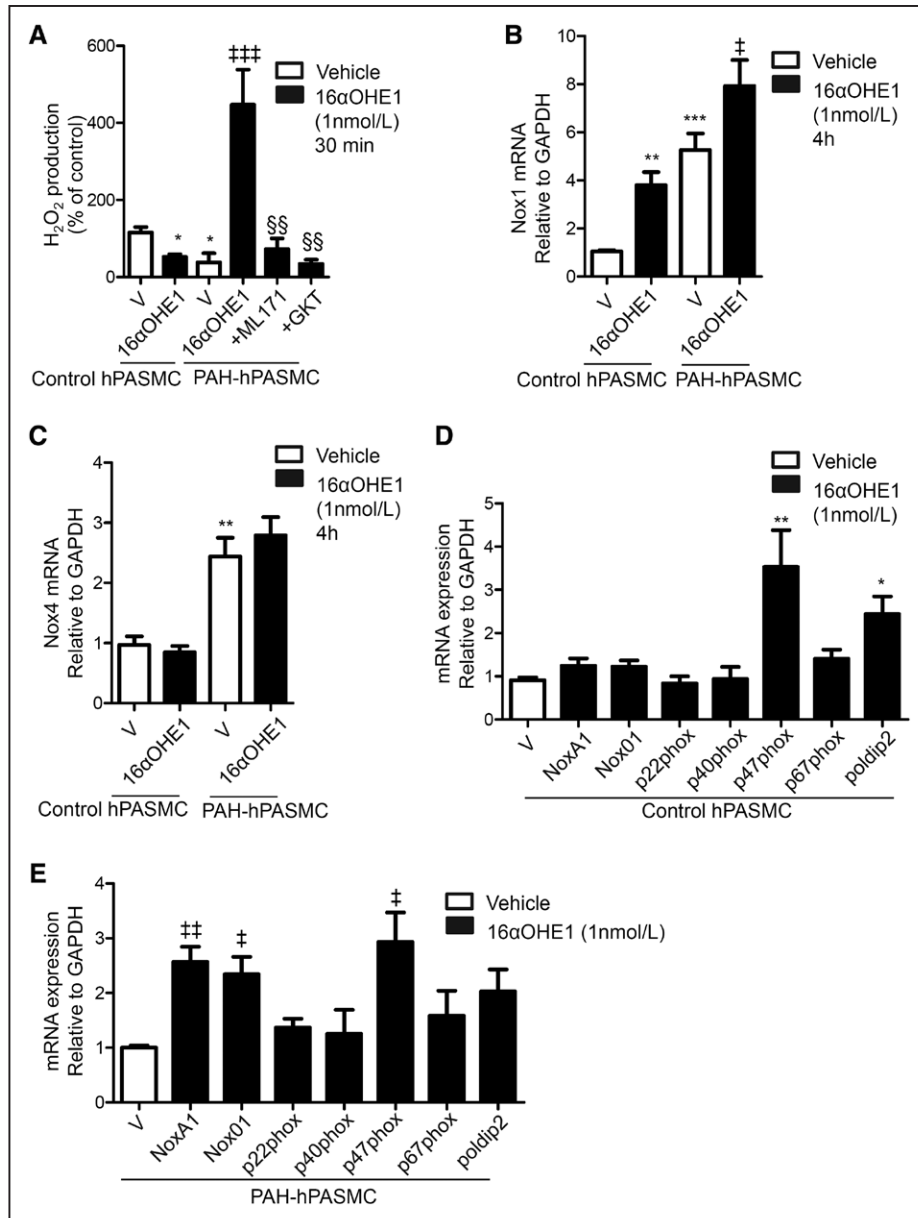 A
600
400
200
0
H2O2 production
(% of control)
*
*
‡‡‡
§§
§§
Vehicle
16αOHE1
(1nmol/L)
30 min
V
16αOHE1
V
16αOHE1
+ML171
+GKT
Control hPASMC
PAH-hPASMC
B
10
8
6
4
2
0
Nox1 mRNA
Relative to GAPDH
**
***
‡
Vehicle
16αOHE1
(1nmol/L)
4h
V
16αOHE1
V
16αOHE1
Control hPASMC
PAH-hPASMC
C
4
3
2
1
0
Nox4 mRNA
Relative to GAPDH
**
Vehicle
16αOHE1
(1nmol/L)
4h
V
16αOHE1
V
16αOHE1
Control hPASMC
PAH-hPASMC
D
5
4
3
2
1
0
mRNA expression
Relative to GAPDH
**
*
Vehicle
16αOHE1
(1nmol/L)
V
NoxA1
Nox01
p22phox
p40phox
p47phox
p67phox
poldip2
Control hPASMC
E
4
3
2
1
0
mRNA expression
Relative to GAPDH
‡‡
‡
‡
Vehicle
16αOHE1 (1nmol/L)
V
NoxA1
Nox01
p22phox
p40phox
p47phox
p67phox
poldip2
PAH-hPASMC